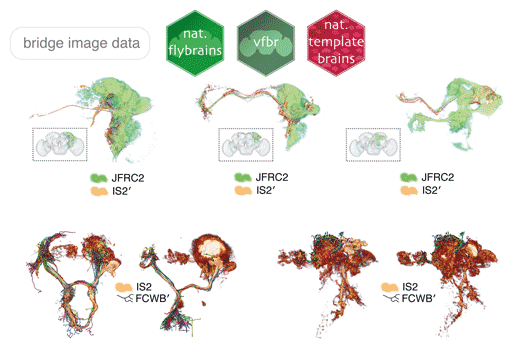 bridge image data
nat.
flybrains
vfbr
nat.
template
brains
JFRC2
IS2′
JFRC2
IS2′
JFRC2
IS2′
IS2
FCWB′
IS2
FCWB′